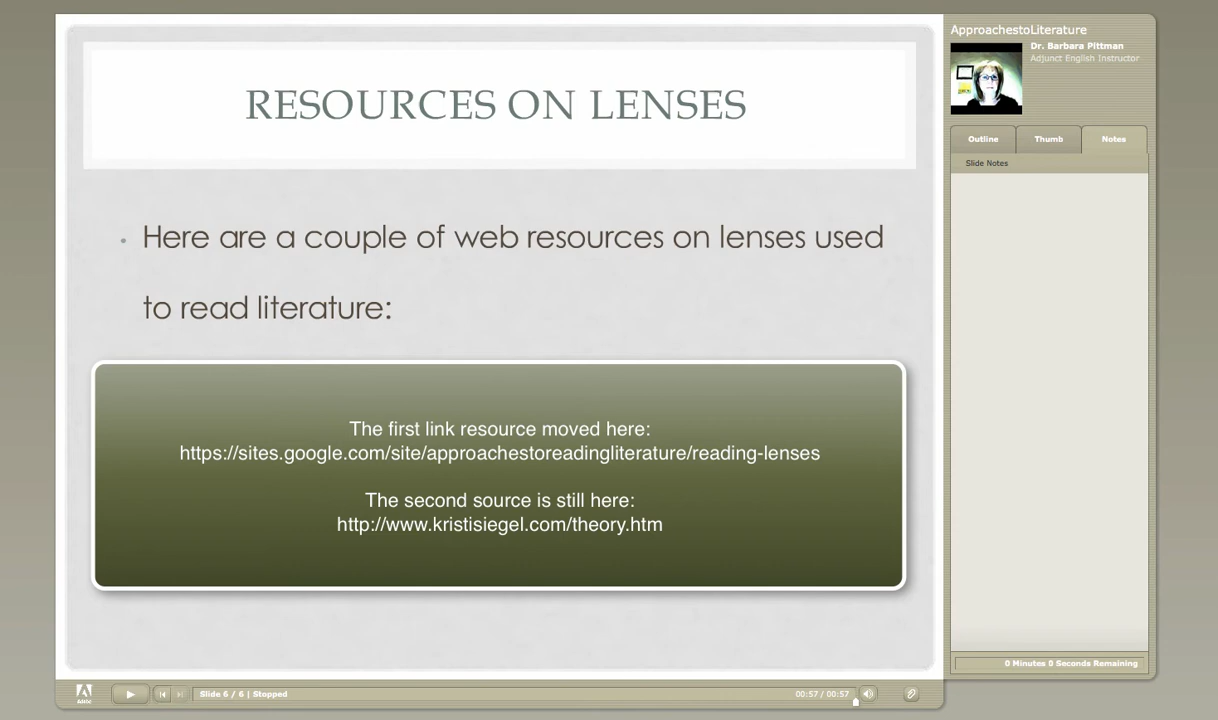 RESOURCES ON LENSES
• Here are a couple of web resources on lenses used
to read literature:
The first link resource moved here:
https://sites.google.com/site/approachestoreadingliterature/reading-lenses
The second source is still here:
http://www.kristisiegel.com/theory.htm
ApproachestoLiterature
Dr. Barbara Pittman
Adjunct English Instructor
Outline Thumb Notes
Slide Notes
0 Minutes 0 Seconds Remaining
Adobe
Slide 6 / 6 | Stopped 00:57 / 00:57